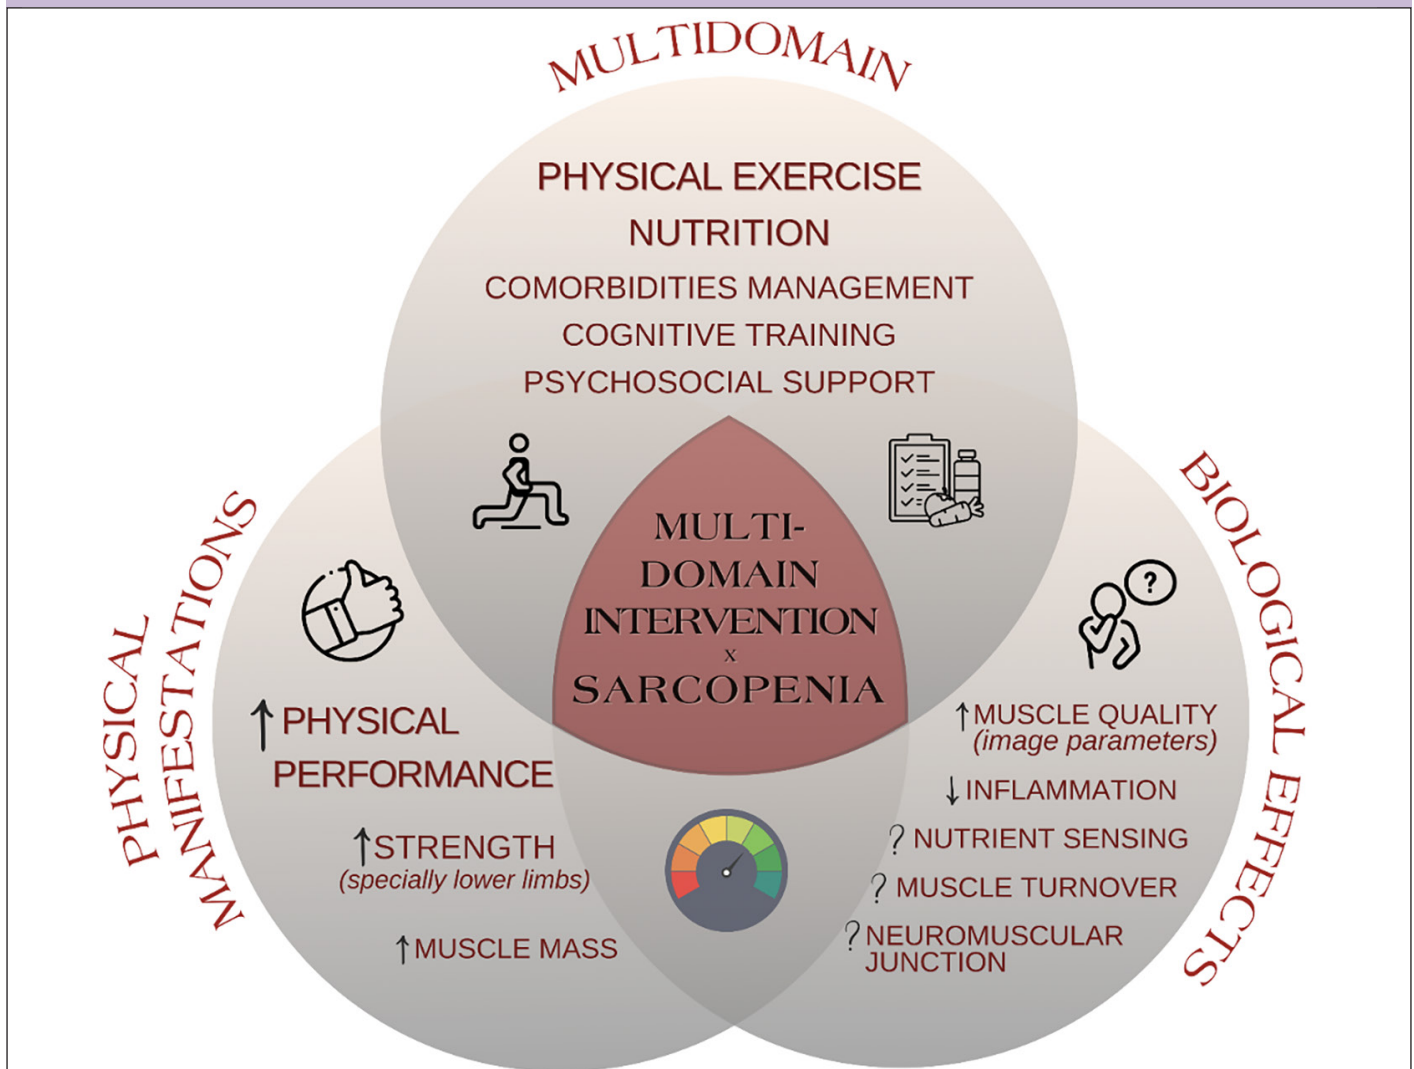 MULTIDOMAIN
PHYSICAL EXERCISE
NUTRITION
COMORBIDITIES MANAGEMENT
COGNITIVE TRAINING
PSYCHOSOCIAL SUPPORT
MULTI-
DOMAIN
INTERVENTION
x
SARCOPENIA
PHYSICAL
MANIFESTATIONS
↑PHYSICAL
PERFORMANCE
↑STRENGTH
(specially lower limbs)
↑MUSCLE MASS
BIOLOGICAL EFFECTS
?
↑MUSCLE QUALITY
(image parameters)
↓INFLAMMATION
? NUTRIENT SENSING
? MUSCLE TURNOVER
? NEUROMUSCULAR
JUNCTION